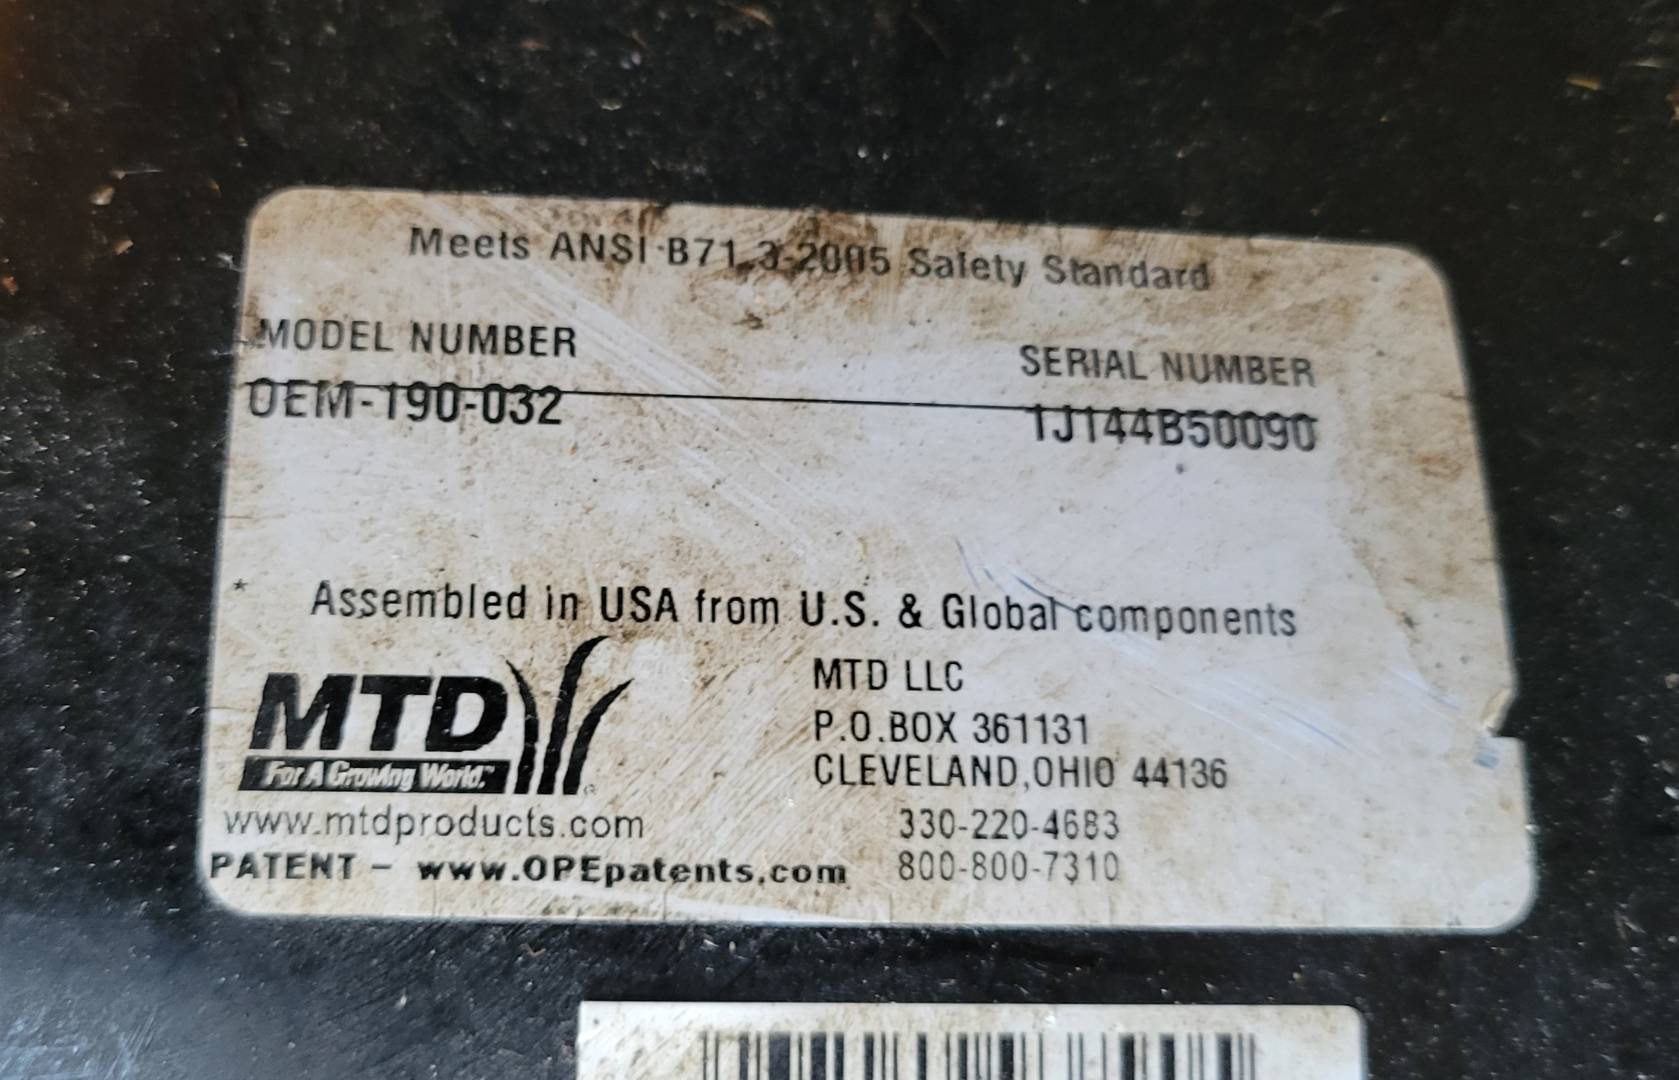 Meets ANSI B71.3-2005 Safety Standard
MODEL NUMBER
OEM-190-032
SERIAL NUMBER
1J144B50090
Assembled in USA from U.S. & Global components
MTD
For A Growing World.™
www.mtdproducts.com
PATENT - www.OPEpatents.com
MTD LLC
P.O.BOX 361131
CLEVELAND,OHIO 44136
330-220-4683
800-800-7310